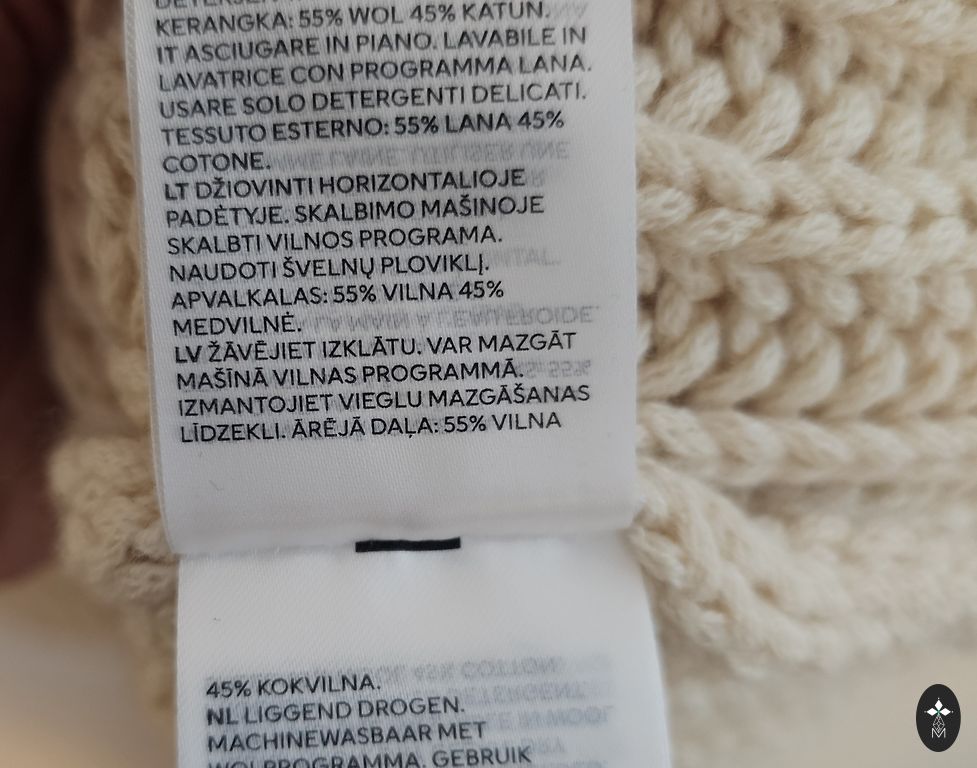 KERANGKA: 55% WOL 45% KATUN.
IT ASCIUGARE IN PIANO. LAVABILE IN
LAVATRICE CON PROGRAMMA LANA.
USARE SOLO DETERGENTI DELICATI.
TESSUTO ESTERNO: 55% LANA 45%
COTONE.
LT DŽIOVINTI HORIZONTALIOJE
PADĖTYJE. SKALBIMO MAŠINOJE
SKALBTI VILNOS PROGRAMA.
NAUDOTI ŠVELNŲ PLOVIKLĮ.
APVALKALAS: 55% VILNA 45%
MEDVILNĖ.
LV ŽĀVĒJIET IZKLĀTU. VAR MAZGĀT
MAŠĪNĀ VILNAS PROGRAMMĀ.
IZMANTOJIET VIEGLU MAZGĀŠANAS
LĪDZEKLI. ĀRĒJĀ DAĻA: 55% VILNA
45% KOKVILNA.
NL LIGGEND DROGEN.
MACHINEWASBAAR MET
WOLPROGRAMMA. GEBRUIK
M